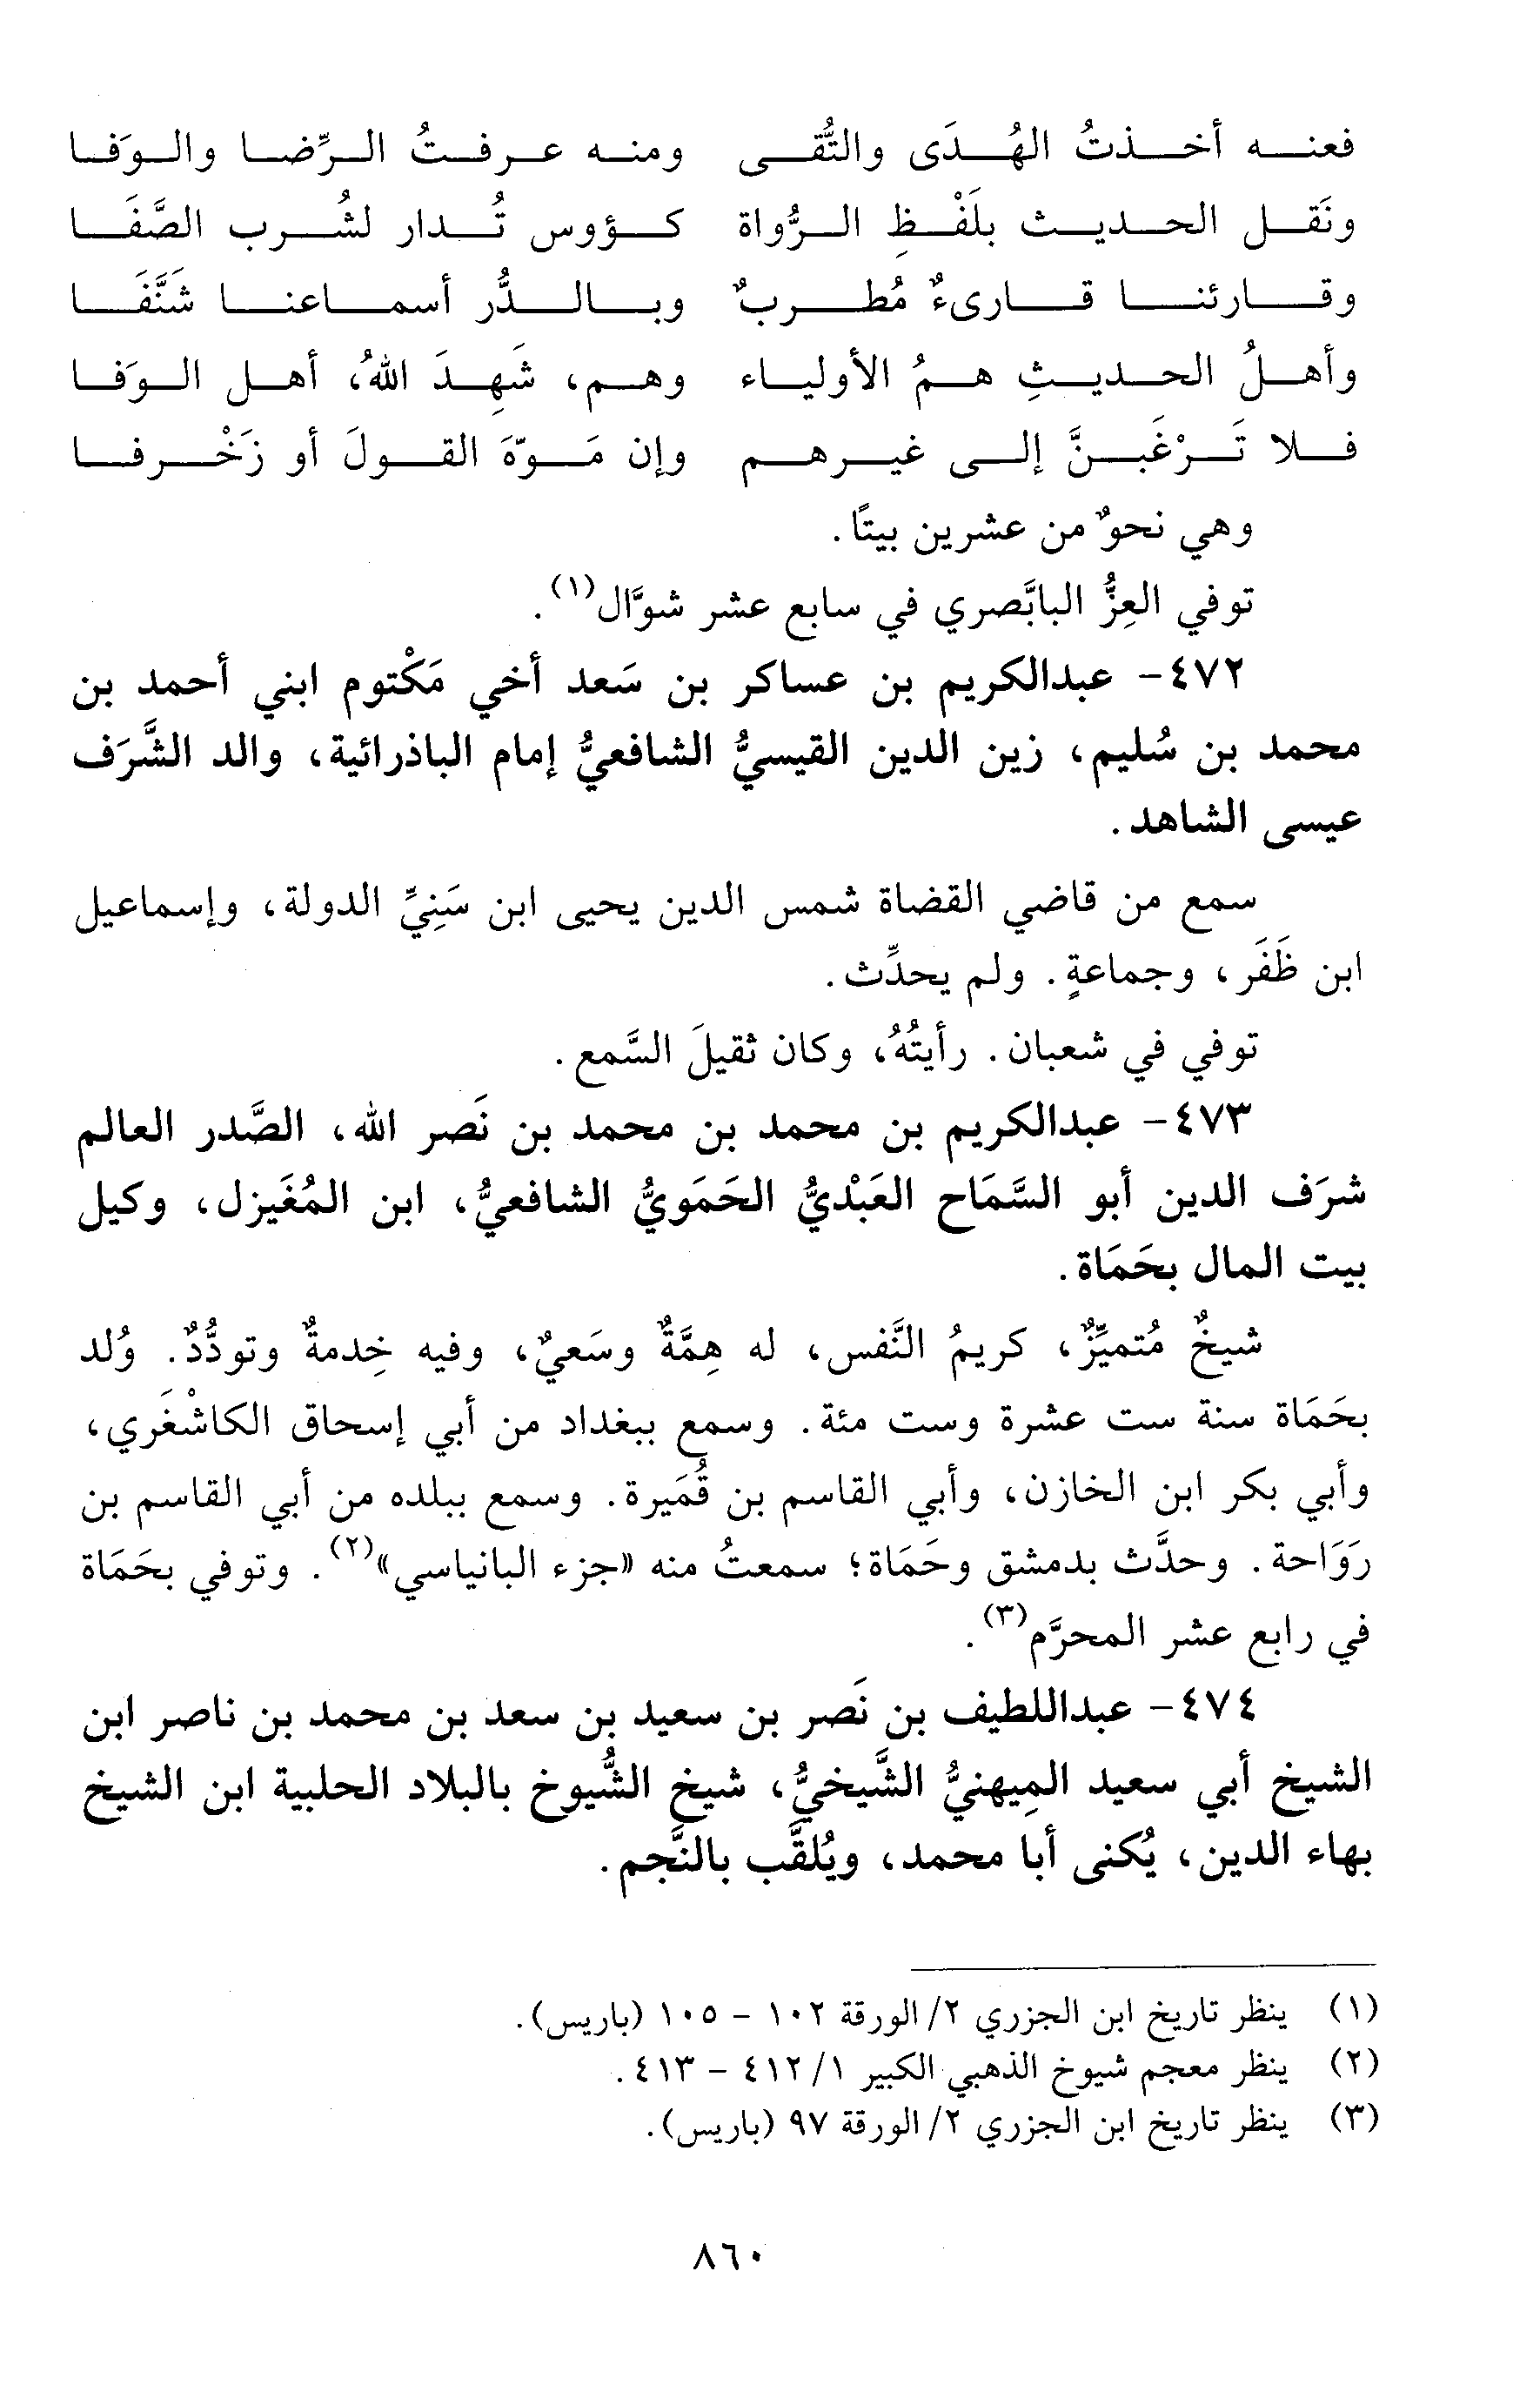 فعنه أخذتُ الهُدَى والتُّقى ومنه عرفتُ الرِّضا والوَفا
ونَقل الحديث بلَفْظِ الرُّواة كؤوس تُدار لشُرب الصَّفَا
وقارئنا قارىءٌ مُطربٌ وبالدُّر أسماعنا شَنَّفَا
وأهلُ الحديثِ همُ الأولياء وهم، شَهِدَ اللهُ، أهل الوَفا
فلا تَرْغَبنَّ إلى غيرهم وإن مَوّهَ القولَ أو زَخْرفا
وهي نحوٌ من عشرين بيتًا.
توفي العِزُّ البابَّصري في سابع عشر شوَّال(١).
٤٧٢- عبدالكريم بن عساكر بن سَعد أخي مَكْتوم ابني أحمد بن
محمد بن سُليم، زين الدين القيسيُّ الشافعيُّ إمام الباذرائية، والد الشَّرَف
عيسى الشاهد.
سمع من قاضي القضاة شمس الدين يحيى ابن سَنِيِّ الدولة، وإسماعيل
ابن ظَفَر، وجماعةٍ. ولم يحدِّث.
توفي في شعبان. رأيتُهُ، وكان ثقيلَ السَّمع.
٤٧٣- عبدالكريم بن محمد بن محمد بن نَصر الله، الصَّدر العالم
شرَف الدين أبو السَّمَاح العَبْديُّ الحَمَويُّ الشافعيُّ، ابن المُغَيزل، وكيل
بيت المال بحَمَاة.
شيخٌ مُتميِّزٌ، كريمُ النَّفس، له هِمَّةٌ وسَعيٌ، وفيه خِدمةٌ وتودُّدٌ. وُلد
بحَمَاة سنة ست عشرة وست مئة. وسمع ببغداد من أبي إسحاق الكاشْغَري،
وأبي بكر ابن الخازن، وأبي القاسم بن قُمَيرة. وسمع ببلده من أبي القاسم بن
رَوَاحة. وحدَّث بدمشق وحَمَاة؛ سمعتُ منه «جزء البانياسي»(٢). وتوفي بحَمَاة
في رابع عشر المحرَّم(٣).
٤٧٤- عبداللطيف بن نَصر بن سعيد بن سعد بن محمد بن ناصر ابن
الشيخ أبي سعيد المِيهنيُّ الشَّيخيُّ، شيخ الشُّيوخ بالبلاد الحلبية ابن الشيخ
بهاء الدين، يُكنى أبا محمد، ويُلقَّب بالنَّجم.
(١) ينظر تاريخ ابن الجزري ٢/ الورقة ١٠٢ - ١٠٥ (باريس).
(٢) ينظر معجم شيوخ الذهبي الكبير ١/ ٤١٢ - ٤١٣.
(٣) ينظر تاريخ ابن الجزري ٢/ الورقة ٩٧ (باريس).
٨٦٠